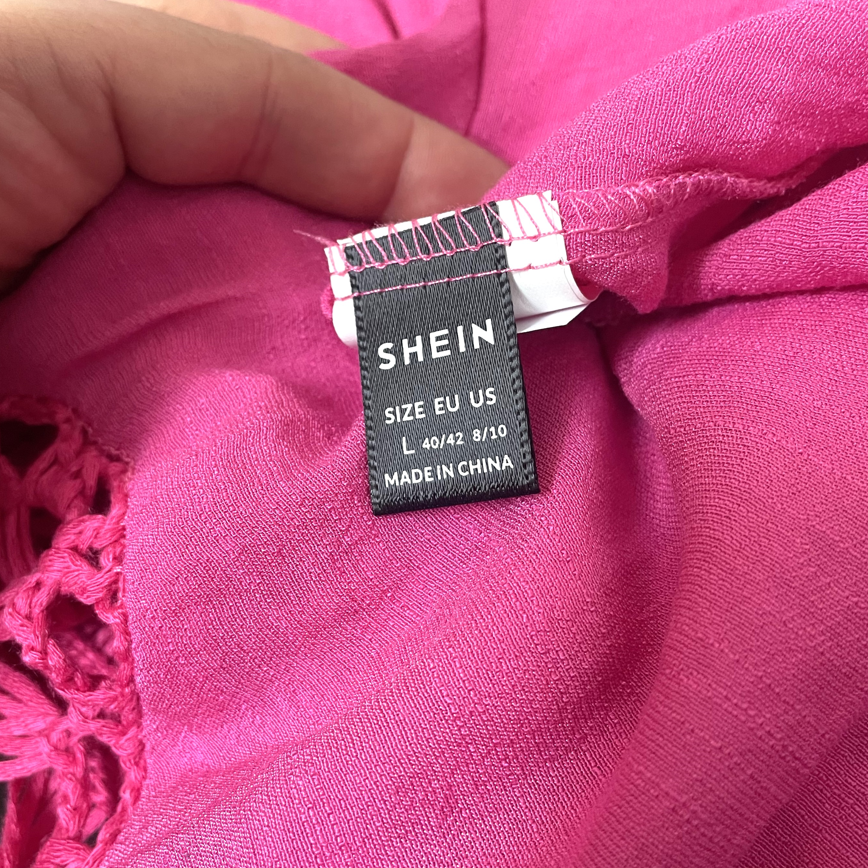 SHEIN
SIZE EU US
L 40/42 8/10
MADE IN CHINA